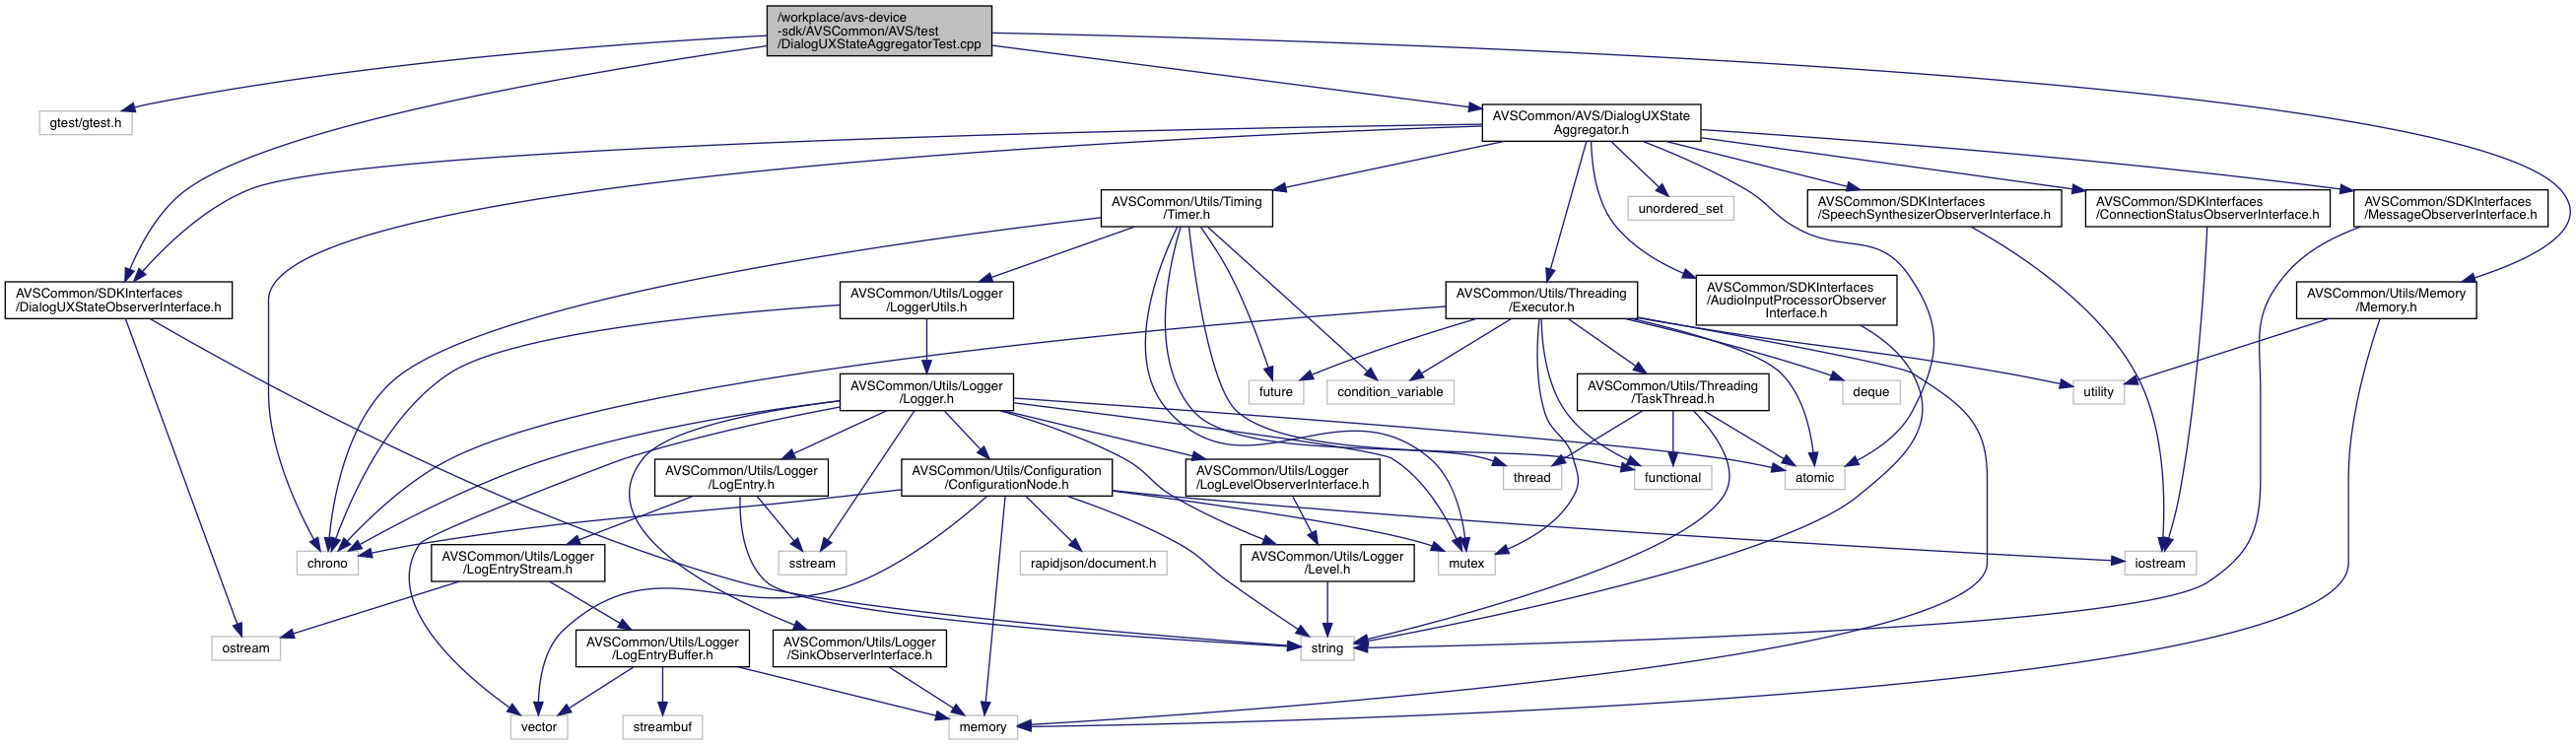 /workplace/avs-device
-sdk/AVSCommon/AVS/test
/DialogUXStateAggregatorTest.cpp
gtest/gtest.h
AVSCommon/AVS/DialogUXState
Aggregator.h
AVSCommon/Utils/Timing
/Timer.h
unordered_set
AVSCommon/SDKInterfaces
/SpeechSynthesizerObserverInterface.h
AVSCommon/SDKInterfaces
/ConnectionStatusObserverInterface.h
AVSCommon/SDKInterfaces
/MessageObserverInterface.h
AVSCommon/SDKInterfaces
/DialogUXStateObserverInterface.h
AVSCommon/Utils/Logger
/LoggerUtils.h
AVSCommon/Utils/Threading
/Executor.h
AVSCommon/SDKInterfaces
/AudioInputProcessorObserver
Interface.h
AVSCommon/Utils/Memory
/Memory.h
AVSCommon/Utils/Logger
/Logger.h
future
condition_variable
AVSCommon/Utils/Threading
/TaskThread.h
deque
utility
AVSCommon/Utils/Logger
/LogEntry.h
AVSCommon/Utils/Configuration
/ConfigurationNode.h
AVSCommon/Utils/Logger
/LogLevelObserverInterface.h
thread
functional
atomic
chrono
AVSCommon/Utils/Logger
/LogEntryStream.h
sstream
rapidjson/document.h
AVSCommon/Utils/Logger
/Level.h
mutex
iostream
ostream
AVSCommon/Utils/Logger
/LogEntryBuffer.h
AVSCommon/Utils/Logger
/SinkObserverInterface.h
string
vector
streambuf
memory